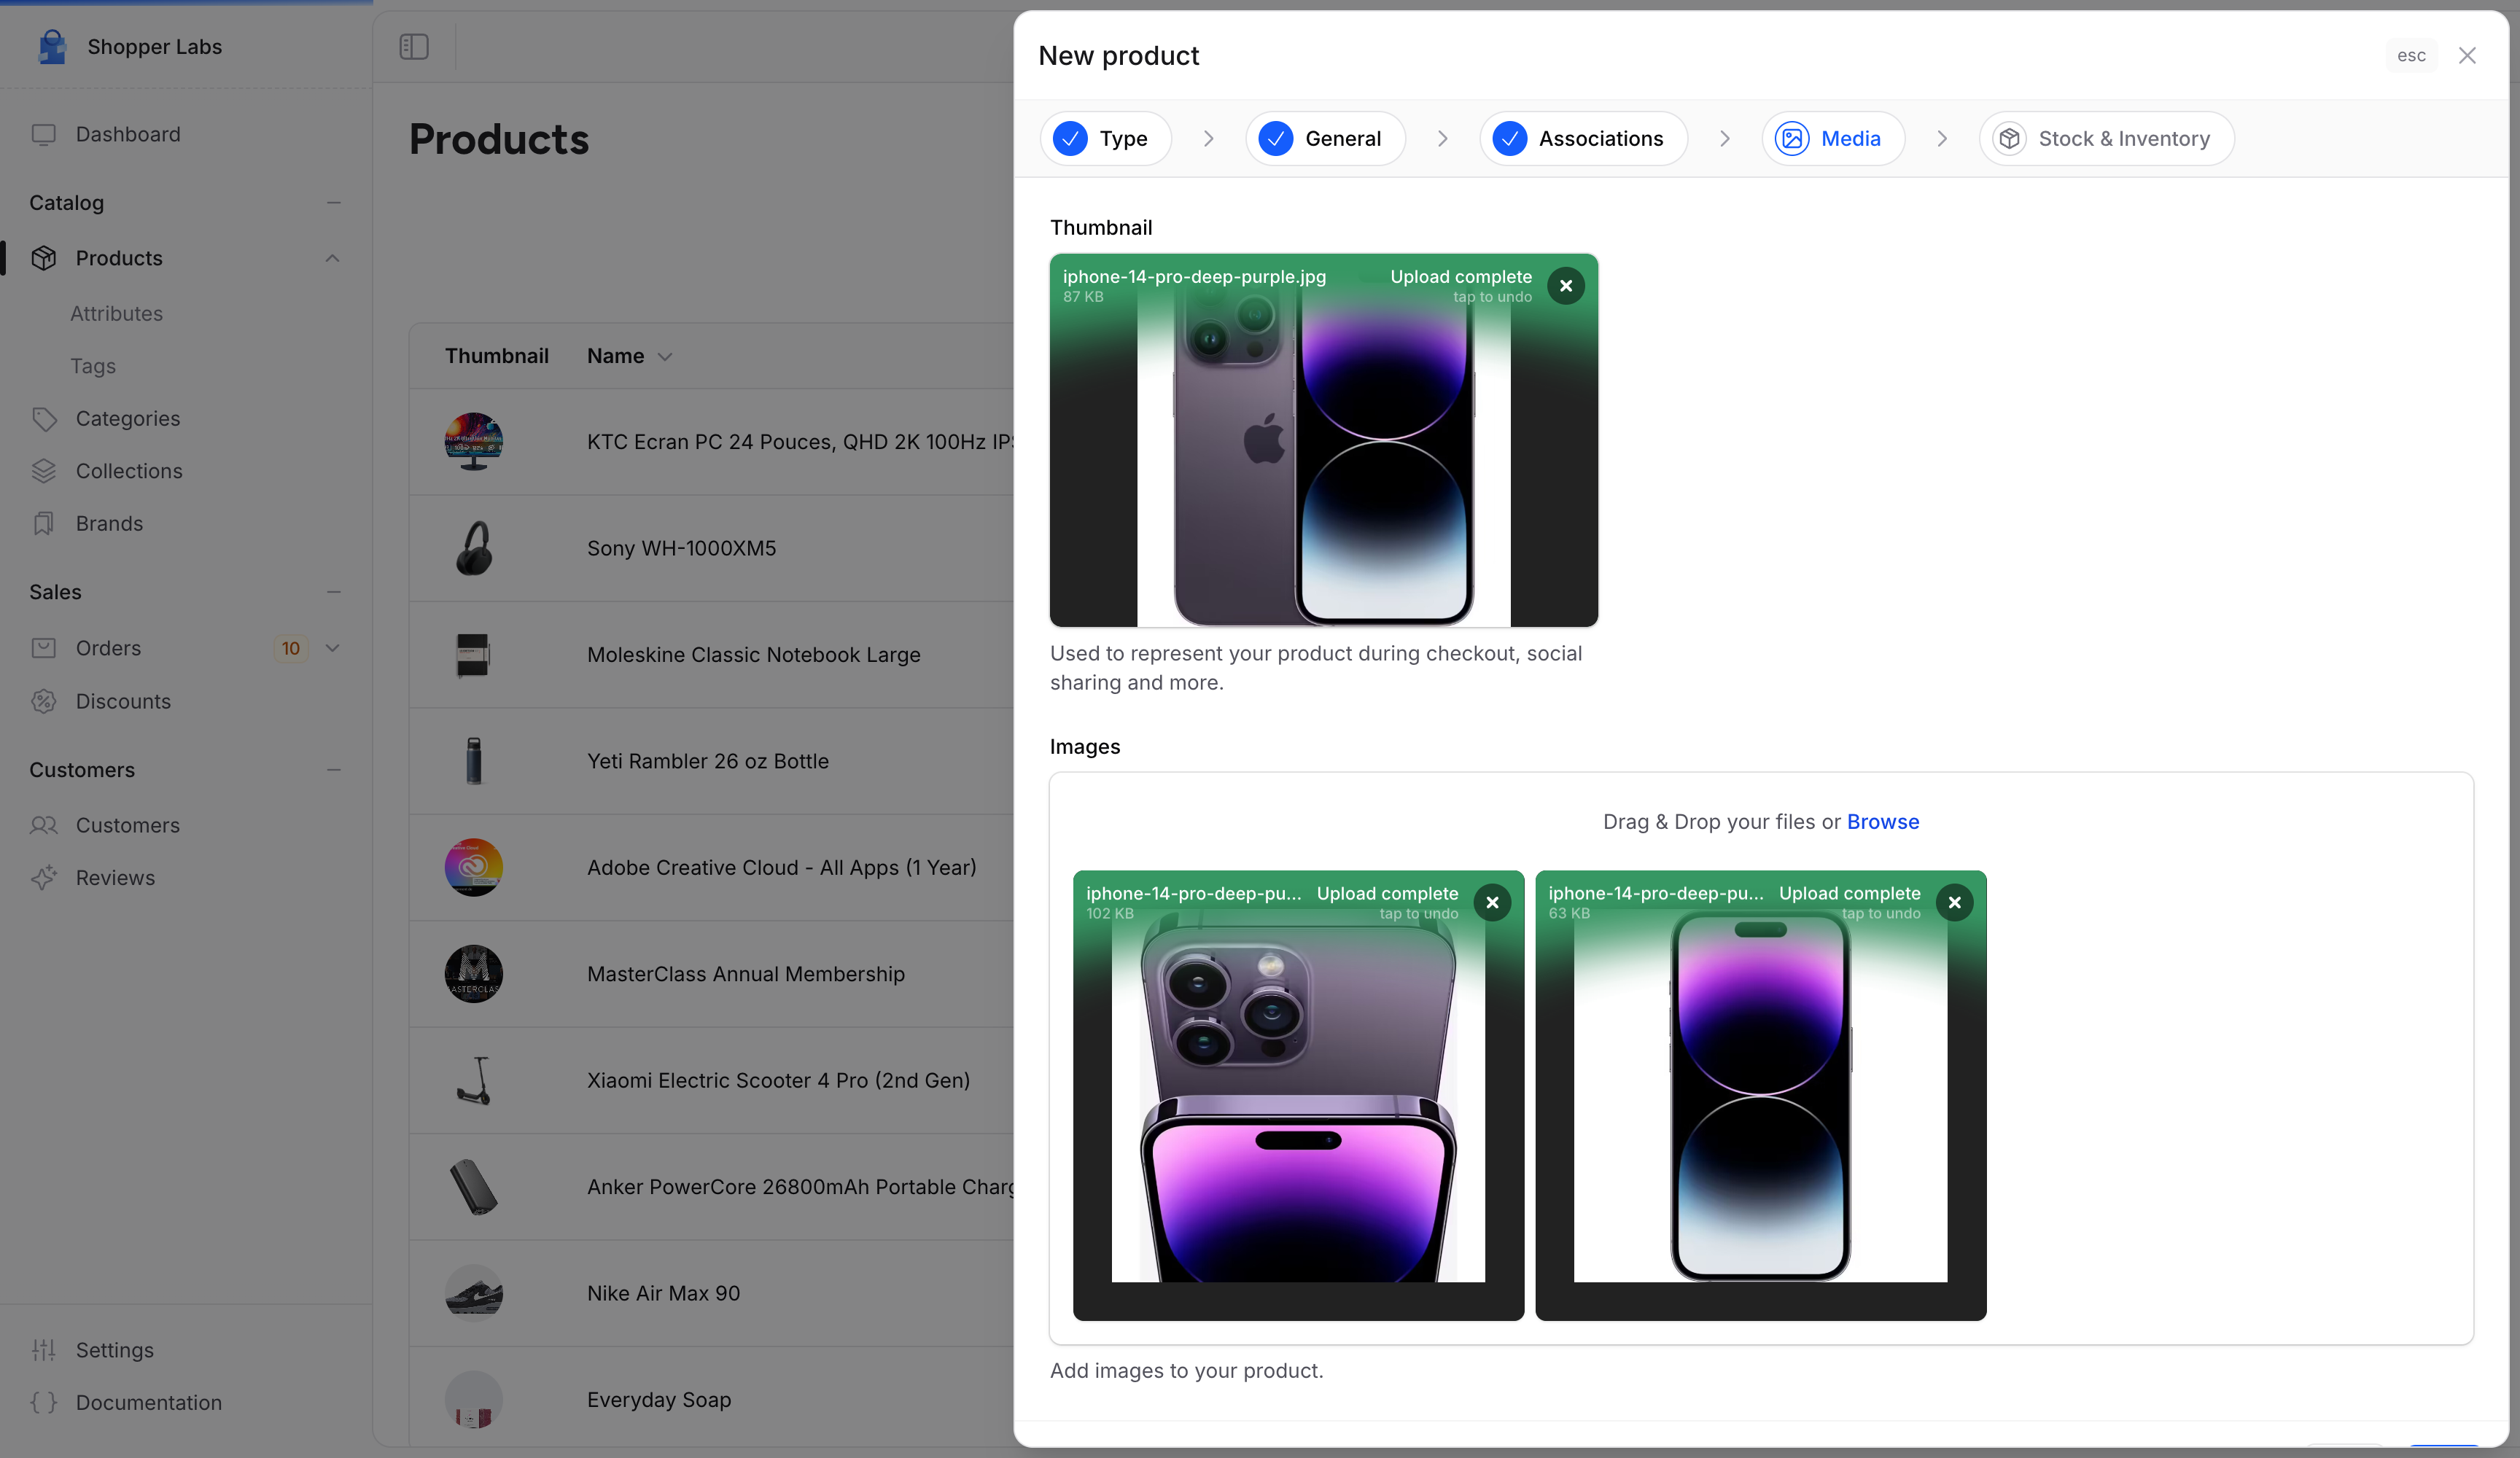 Shopper Labs
Dashboard
Catalog
Products
Attributes
Tags
Categories
Collections
Brands
Sales
Orders
10
Discounts
Customers
Customers
Reviews
Settings
Documentation
Products
Thumbnail
Name
KTC Ecran PC 24 Pouces, QHD 2K 100Hz IPS
Sony WH-1000XM5
Moleskine Classic Notebook Large
Yeti Rambler 26 oz Bottle
Adobe Creative Cloud - All Apps (1 Year)
MasterClass Annual Membership
Xiaomi Electric Scooter 4 Pro (2nd Gen)
Anker PowerCore 26800mAh Portable Charg
Nike Air Max 90
Everyday Soap
New product
esc
Type
General
Associations
Media
Stock & Inventory
Thumbnail
iphone-14-pro-deep-purple.jpg
87 KB
Upload complete
tap to undo
Used to represent your product during checkout, social
sharing and more.
Images
Drag & Drop your files or Browse
iphone-14-pro-deep-pu...
102 KB
Upload complete
tap to undo
iphone-14-pro-deep-pu...
63 KB
Upload complete
tap to undo
Add images to your product.